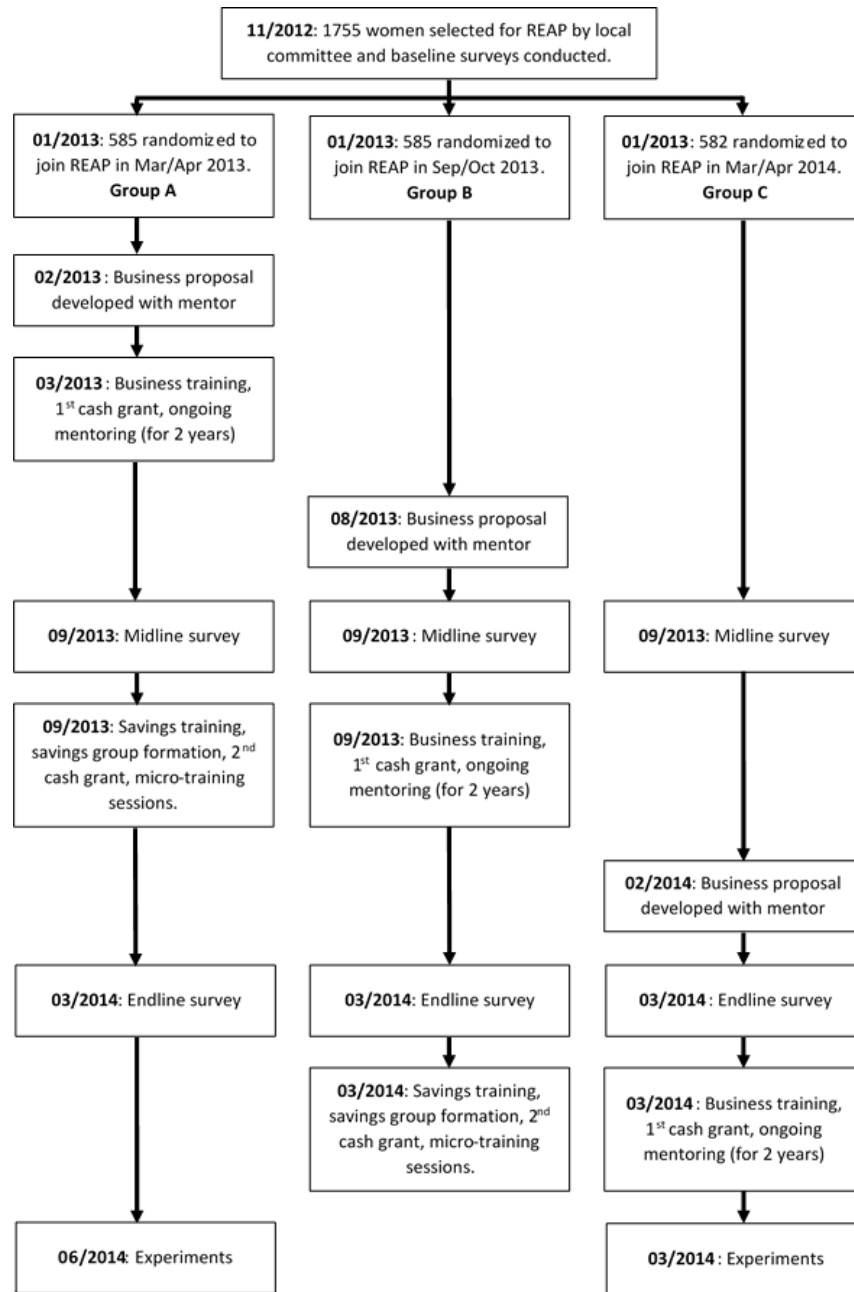 11/2012: 1755 women selected for REAP by local
committee and baseline surveys conducted.
01/2013: 585 randomized to
join REAP in Mar/Apr 2013.
Group A
01/2013: 585 randomized to
join REAP in Sep/Oct 2013.
Group B
01/2013: 582 randomized to
join REAP in Mar/Apr 2014.
Group C
02/2013 : Business proposal
developed with mentor
03/2013 : Business training,
1st cash grant, ongoing
mentoring (for 2 years)
08/2013: Business proposal
developed with mentor
09/2013: Midline survey
09/2013: Midline survey
09/2013: Midline survey
09/2013: Savings training,
savings group formation, 2nd
cash grant, micro-training
sessions.
09/2013: Business training,
1st cash grant, ongoing
mentoring (for 2 years)
02/2014: Business proposal
developed with mentor
03/2014: Endline survey
03/2014: Endline survey
03/2014 : Endline survey
03/2014: Savings training,
savings group formation, 2nd
cash grant, micro-training
sessions.
03/2014: Business training,
1st cash grant, ongoing
mentoring (for 2 years)
06/2014: Experiments
03/2014: Experiments